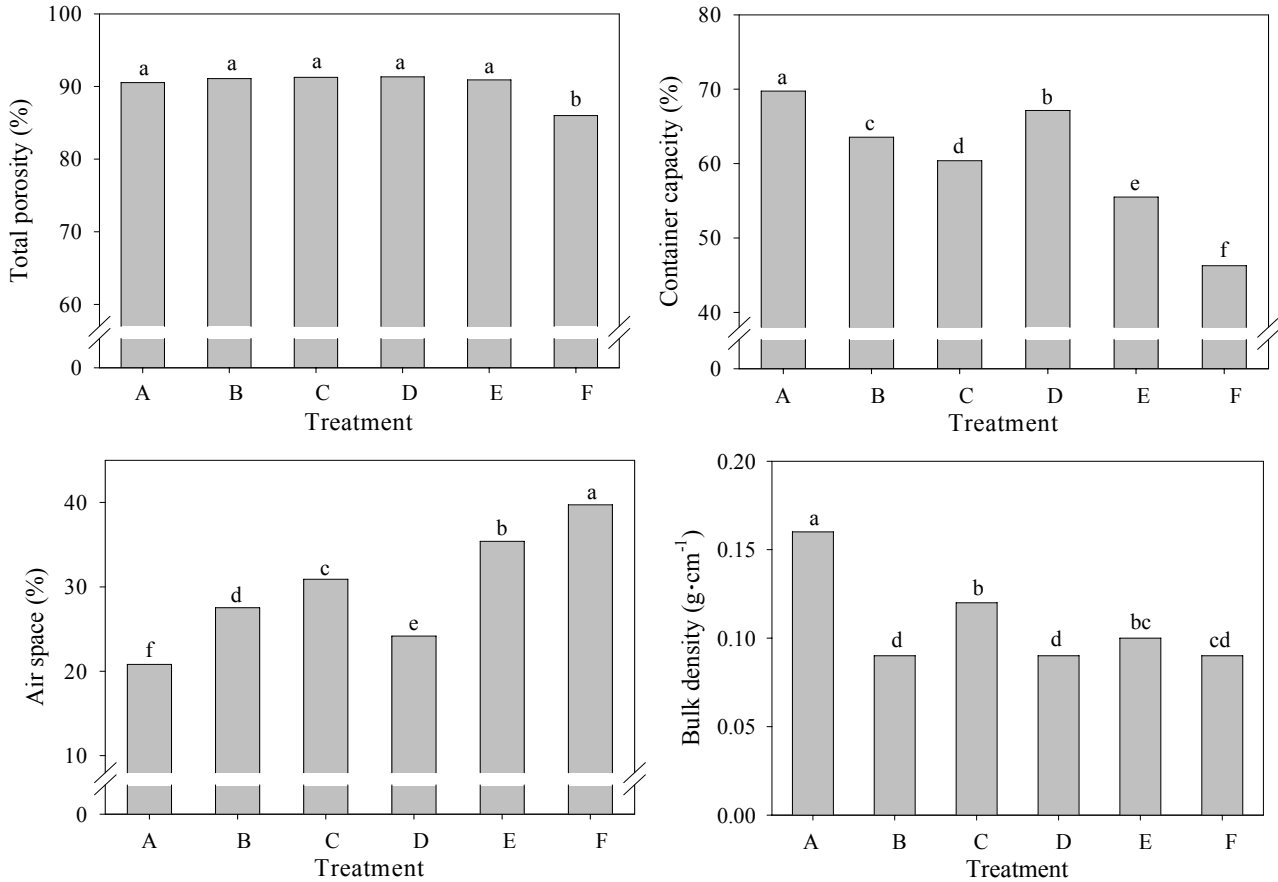 Total porosity (%)
100
90
80
70
60
0
a
a
a
a
a
b
A B C D E F
Treatment
Container capacity (%)
80
70
60
50
40
0
a
c
d
b
e
f
A B C D E F
Treatment
Air space (%)
40
30
20
10
0
f
d
c
e
b
a
A B C D E F
Treatment
Bulk density (g·cm⁻¹)
0.20
0.15
0.10
0.05
0.00
a
d
b
d
bc
cd
A B C D E F
Treatment